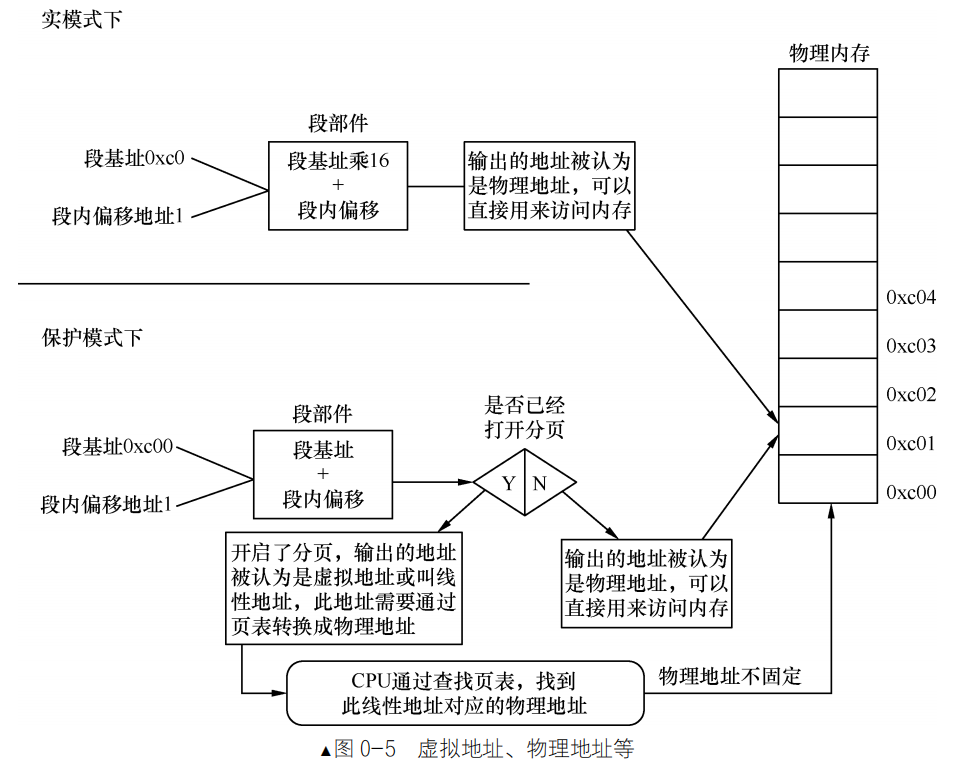 实模式下
物理内存
段部件
段基址0xc0
段内偏移地址1
段基址乘16
+
段内偏移
输出的地址被认为
是物理地址，可以
直接用来访问内存
0xc04
0xc03
0xc02
0xc01
0xc00
保护模式下
段部件
段基址0xc00
段内偏移地址1
段基址
+
段内偏移
是否已经
打开分页
Y N
开启了分页，输出的地址
被认为是虚拟地址或叫线
性地址，此地址需要通过
页表转换成物理地址
输出的地址被认为
是物理地址，可以
直接用来访问内存
CPU通过查找页表，找到
此线性地址对应的物理地址
物理地址不固定
▲图 0-5 虚拟地址、物理地址等